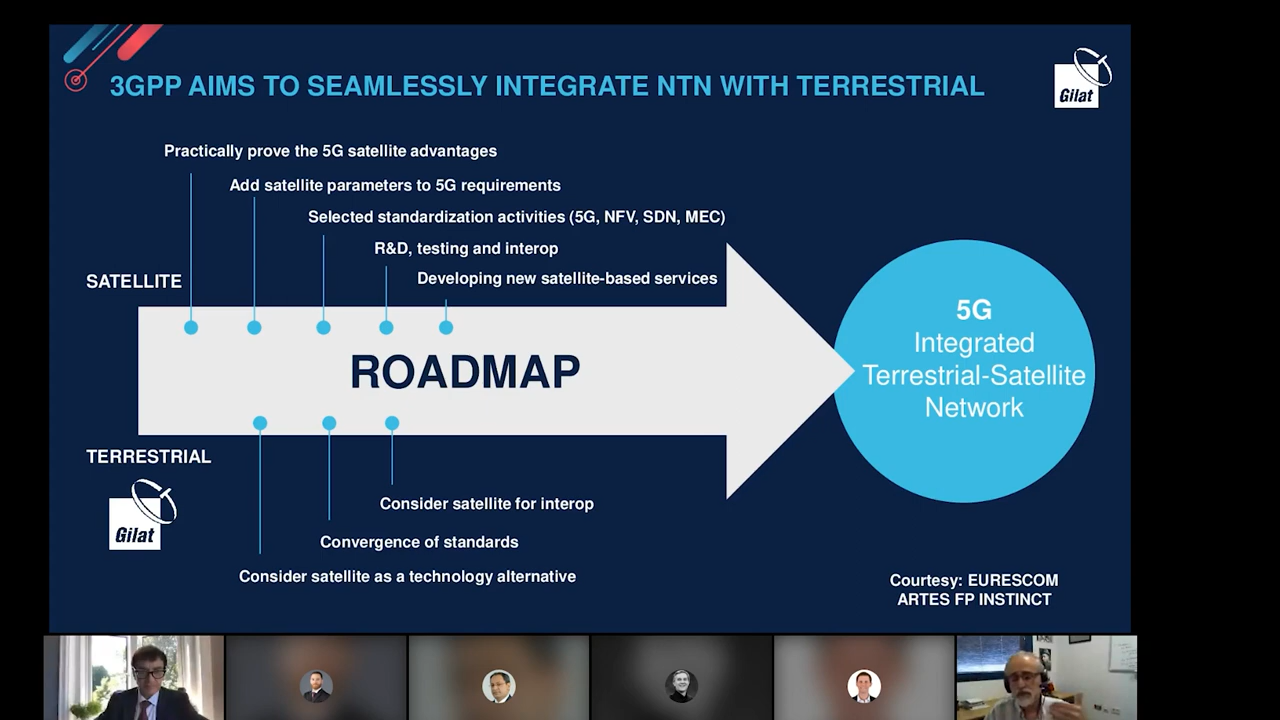 3GPP AIMS TO SEAMLESSLY INTEGRATE NTN WITH TERRESTRIAL
Gilat
Practically prove the 5G satellite advantages
Add satellite parameters to 5G requirements
Selected standardization activities (5G, NFV, SDN, MEC)
R&D, testing and interop
Developing new satellite-based services
SATELLITE
ROADMAP
5G
Integrated
Terrestrial-Satellite
Network
TERRESTRIAL
Gilat
Consider satellite for interop
Convergence of standards
Consider satellite as a technology alternative
Courtesy: EURESCOM
ARTES FP INSTINCT